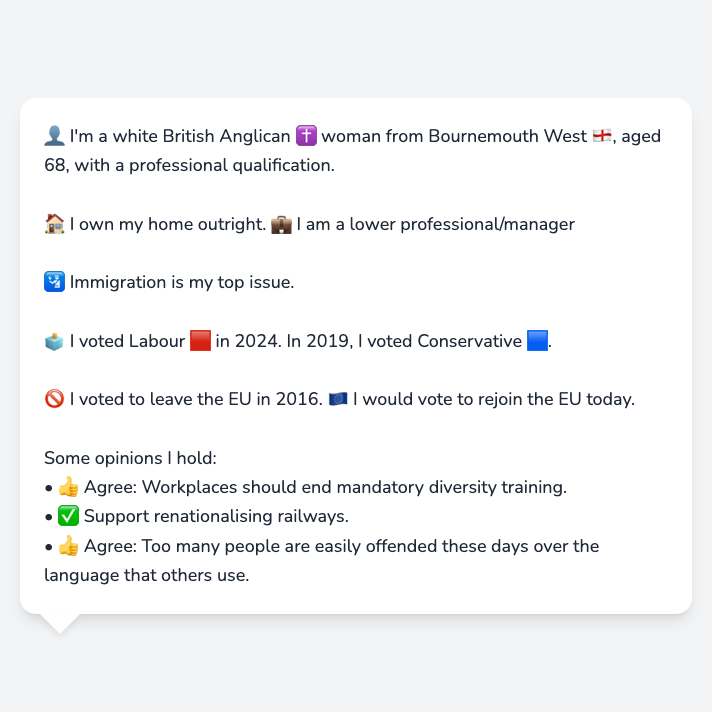 👤 I'm a white British Anglican ✝️ woman from Bournemouth West 🏴󠁧󠁢󠁥󠁮󠁧󠁿, aged
68, with a professional qualification.
🏠 I own my home outright. 💼 I am a lower professional/manager
🛂 Immigration is my top issue.
🗳️ I voted Labour 🟥 in 2024. In 2019, I voted Conservative 🟦.
🚫 I voted to leave the EU in 2016. 🇪🇺 I would vote to rejoin the EU today.
Some opinions I hold:
• 👍 Agree: Workplaces should end mandatory diversity training.
• ✅ Support renationalising railways.
• 👍 Agree: Too many people are easily offended these days over the
language that others use.